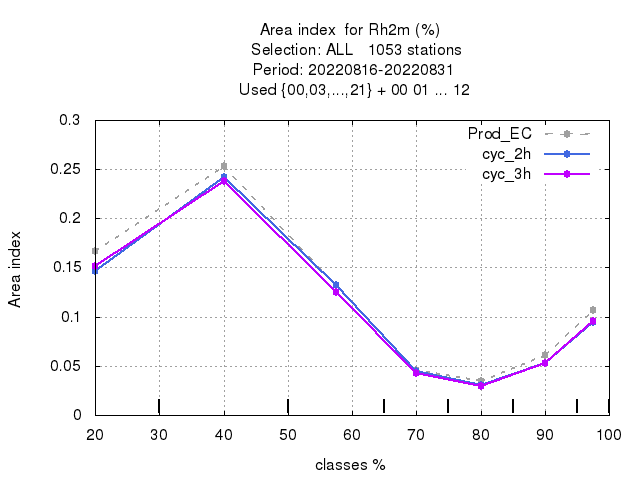 Area index  for Rh2m (%)
Selection: ALL   1053 stations
Period: 20220816-20220831
Used {00,03,...,21} + 00 01 ... 12
Prod_EC
cyc_2h
cyc_3h
Area index
0.3
0.25
0.2
0.15
0.1
0.05
0
20 30 40 50 60 70 80 90 100
classes %